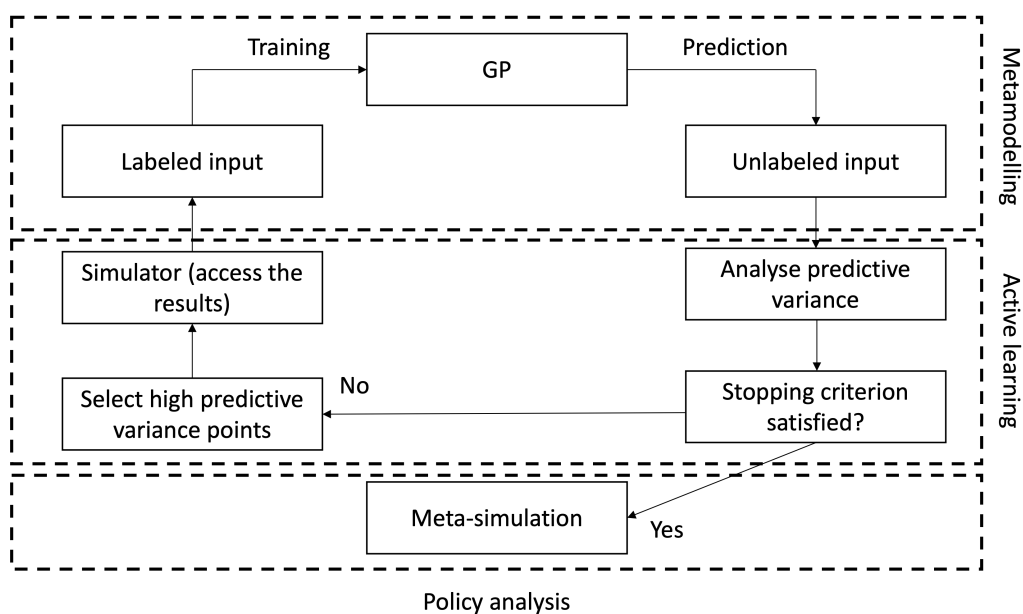 Training
GP
Prediction
Labeled input
Unlabeled input
Metamodelling
Simulator (access the
results)
Analyse predictive
variance
Select high predictive
variance points
No
Stopping criterion
satisfied?
Active learning
Meta-simulation
Yes
Policy analysis